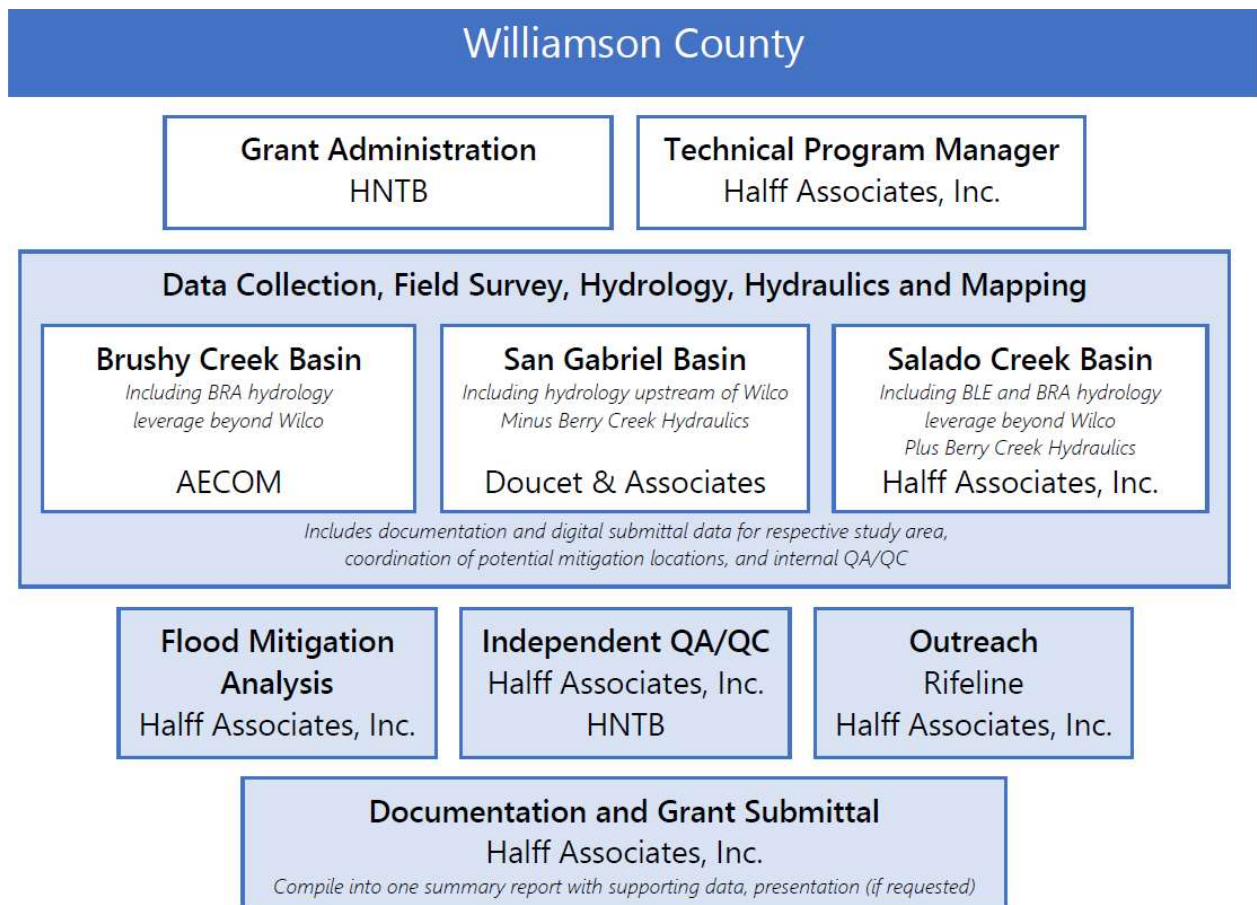 Williamson County
Grant Administration
HNTB
Technical Program Manager
Halff Associates, Inc.
Data Collection, Field Survey, Hydrology, Hydraulics and Mapping
Brushy Creek Basin
Including BRA hydrology
leverage beyond Wilco
AECOM
San Gabriel Basin
Including hydrology upstream of Wilco
Minus Berry Creek Hydraulics
Doucet & Associates
Salado Creek Basin
Including BLE and BRA hydrology
leverage beyond Wilco
Plus Berry Creek Hydraulics
Halff Associates, Inc.
Includes documentation and digital submittal data for respective study area,
coordination of potential mitigation locations, and internal QA/QC
Flood Mitigation
Analysis
Halff Associates, Inc.
Independent QA/QC
Halff Associates, Inc.
HNTB
Outreach
Rifeline
Halff Associates, Inc.
Documentation and Grant Submittal
Halff Associates, Inc.
Compile into one summary report with supporting data, presentation (if requested)